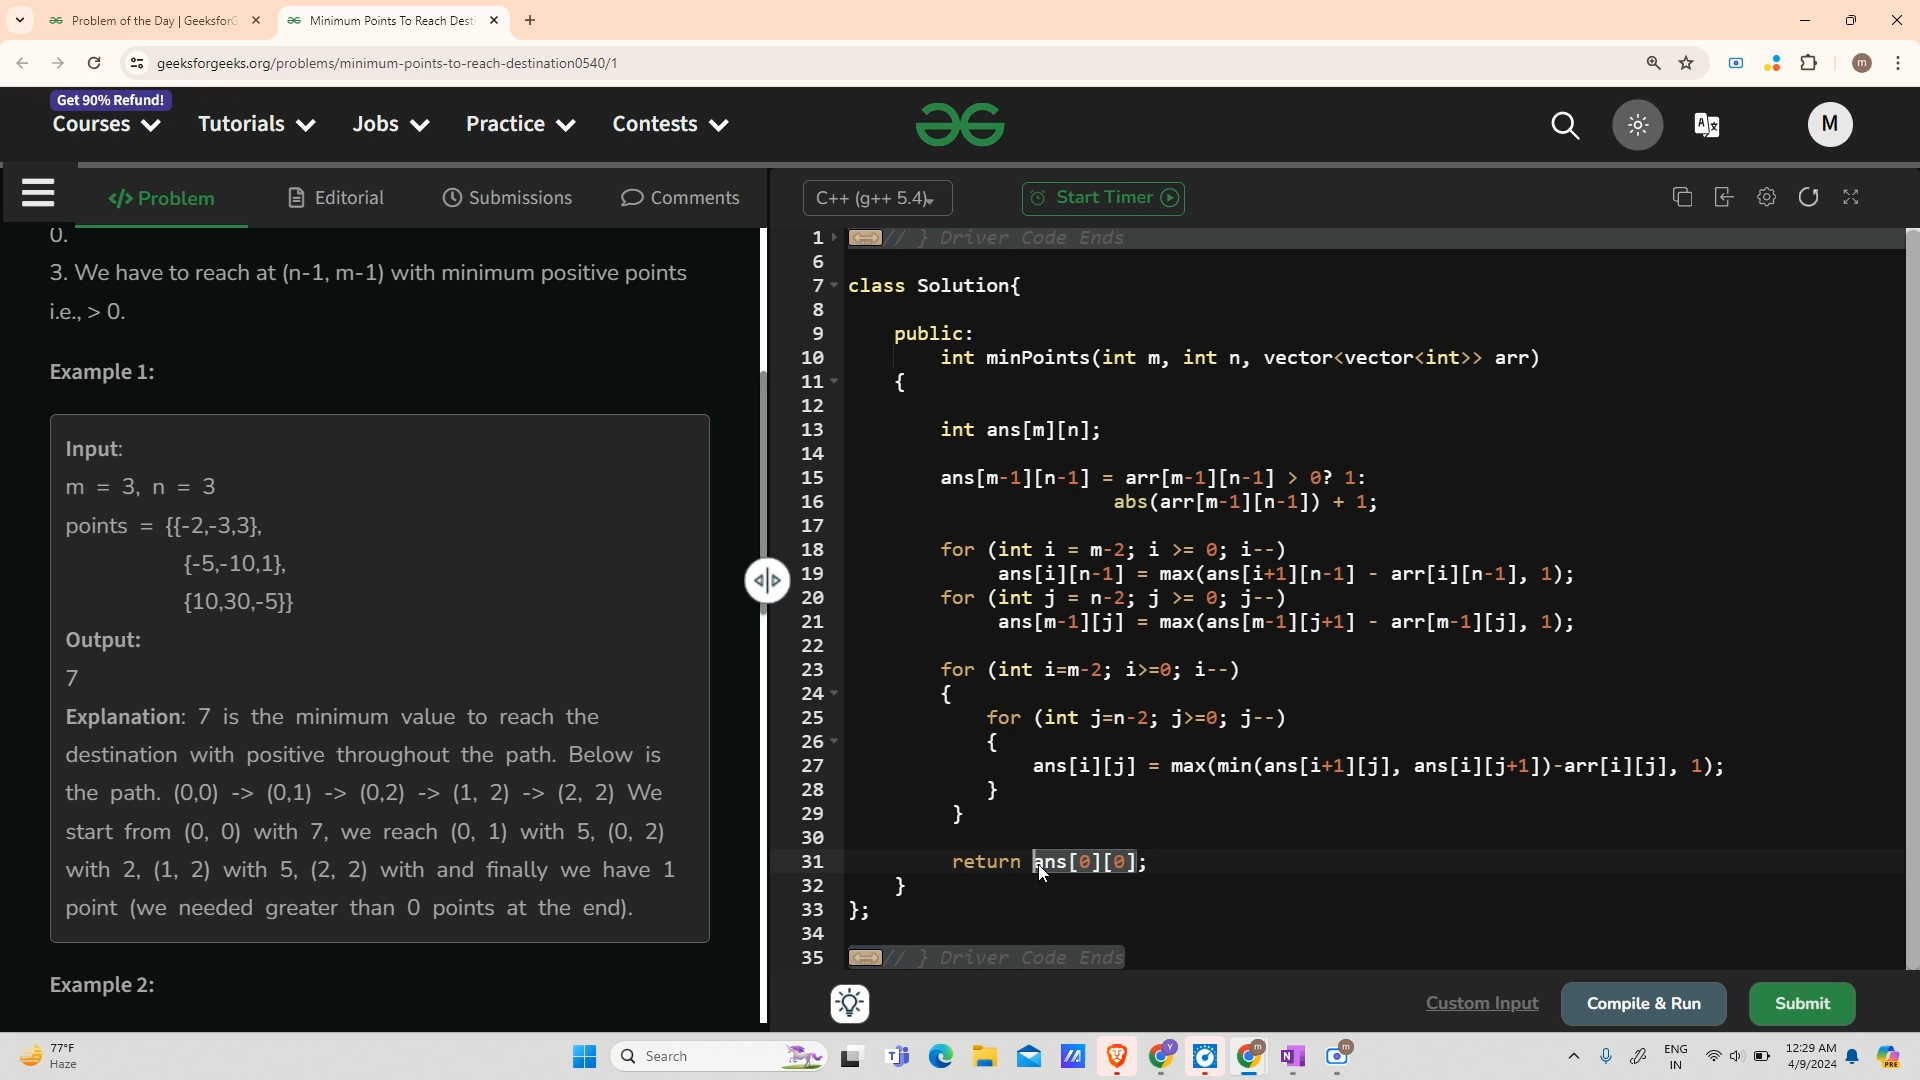 Problem of the Day | GeeksforG
Minimum Points To Reach Desti
geeksforgeeks.org/problems/minimum-points-to-reach-destination0540/1
m
Get 90% Refund!
Courses
Tutorials
Jobs
Practice
Contests
M
</> Problem
Editorial
Submissions
Comments
C++ (g++ 5.4)
Start Timer
0.
3. We have to reach at (n-1, m-1) with minimum positive points
i.e., > 0.
Example 1:
Input:
m = 3, n = 3
points = {{-2,-3,3},
{-5,-10,1},
{10,30,-5}}
Output:
7
Explanation: 7 is the minimum value to reach the
destination with positive throughout the path. Below is
the path. (0,0) -> (0,1) -> (0,2) -> (1, 2) -> (2, 2) We
start from (0, 0) with 7, we reach (0, 1) with 5, (0, 2)
with 2, (1, 2) with 5, (2, 2) with and finally we have 1
point (we needed greater than 0 points at the end).
Example 2:
1 // } Driver Code Ends
6
7 class Solution{
8
9 public:
10 int minPoints(int m, int n, vector<vector<int>> arr)
11 {
12
13 int ans[m][n];
14
15 ans[m-1][n-1] = arr[m-1][n-1] > 0? 1:
16 abs(arr[m-1][n-1]) + 1;
17
18 for (int i = m-2; i >= 0; i--)
19 ans[i][n-1] = max(ans[i+1][n-1] - arr[i][n-1], 1);
20 for (int j = n-2; j >= 0; j--)
21 ans[m-1][j] = max(ans[m-1][j+1] - arr[m-1][j], 1);
22
23 for (int i=m-2; i>=0; i--)
24 {
25 for (int j=n-2; j>=0; j--)
26 {
27 ans[i][j] = max(min(ans[i+1][j], ans[i][j+1])-arr[i][j], 1);
28 }
29 }
30
31 return ans[0][0];
32 }
33 };
34
35 // } Driver Code Ends
Custom Input
Compile & Run
Submit
77°F
Haze
Search
ENG
IN
12:29 AM
4/9/2024
PRE